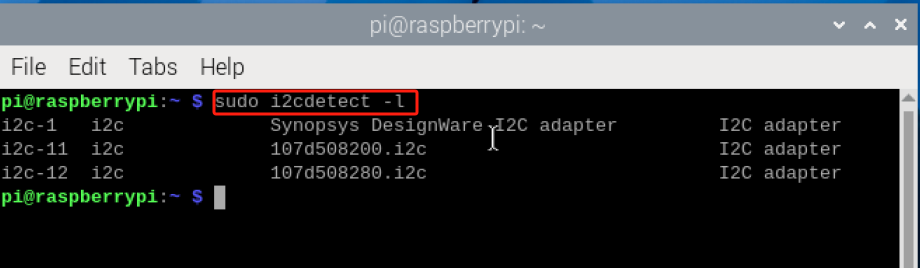 pi@raspberrypi: ~
File Edit Tabs Help
pi@raspberrypi:~ $ sudo i2cdetect -l
i2c-1 i2c Synopsys DesignWare I2C adapter I2C adapter
i2c-11 i2c 107d508200.i2c I2C adapter
i2c-12 i2c 107d508280.i2c I2C adapter
pi@raspberrypi:~ $